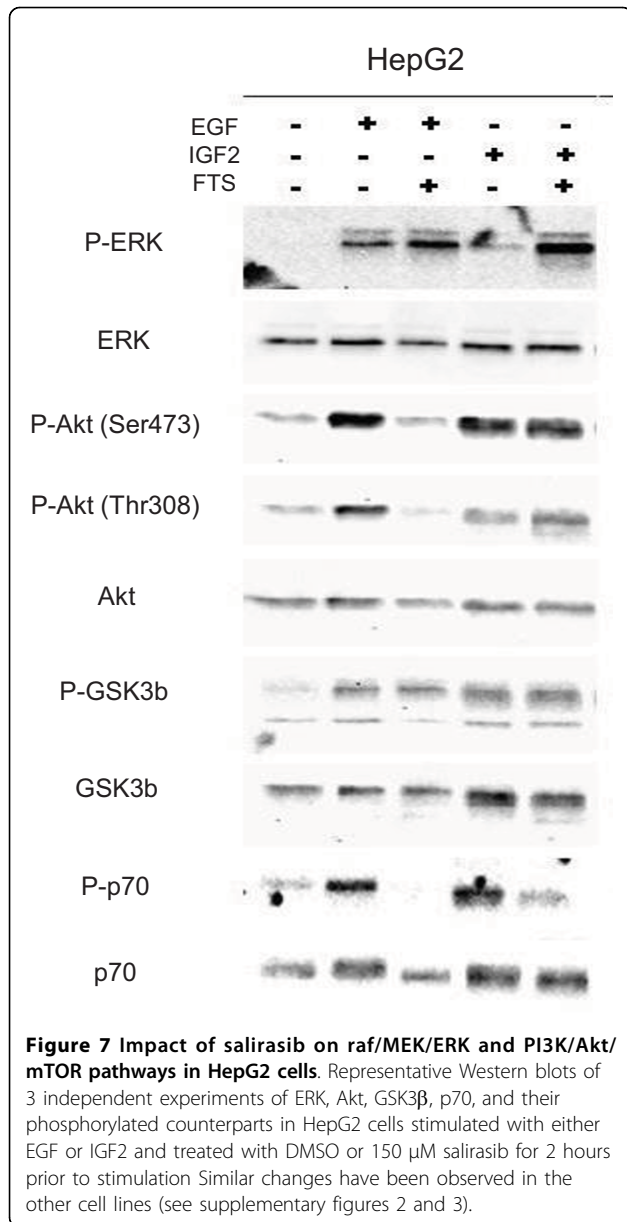 HepG2
EGF - + + - -
IGF2 - - - + +
FTS - - + - +
P-ERK
ERK
P-Akt (Ser473)
P-Akt (Thr308)
Akt
P-GSK3b
GSK3b
P-p70
p70
Figure 7 Impact of salirasib on raf/MEK/ERK and PI3K/Akt/
mTOR pathways in HepG2 cells. Representative Western blots of
3 independent experiments of ERK, Akt, GSK3β, p70, and their
phosphorylated counterparts in HepG2 cells stimulated with either
EGF or IGF2 and treated with DMSO or 150 μM salirasib for 2 hours
prior to stimulation Similar changes have been observed in the
other cell lines (see supplementary figures 2 and 3).